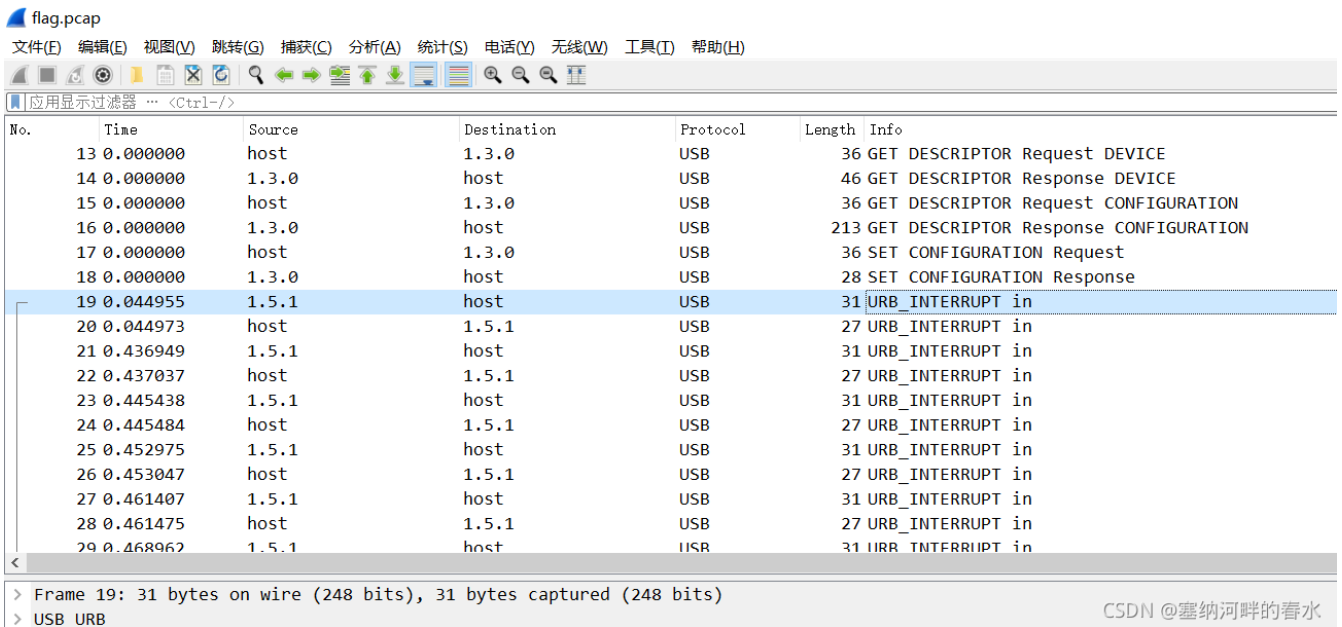 flag.pcap
文件(F) 编辑(E) 视图(V) 跳转(G) 捕获(C) 分析(A) 统计(S) 电话(Y) 无线(W) 工具(T) 帮助(H)
应用显示过滤器 … <Ctrl-/>
No. Time Source Destination Protocol Length Info
13 0.000000 host 1.3.0 USB 36 GET DESCRIPTOR Request DEVICE
14 0.000000 1.3.0 host USB 46 GET DESCRIPTOR Response DEVICE
15 0.000000 host 1.3.0 USB 36 GET DESCRIPTOR Request CONFIGURATION
16 0.000000 1.3.0 host USB 213 GET DESCRIPTOR Response CONFIGURATION
17 0.000000 host 1.3.0 USB 36 SET CONFIGURATION Request
18 0.000000 1.3.0 host USB 28 SET CONFIGURATION Response
19 0.044955 1.5.1 host USB 31 URB_INTERRUPT in
20 0.044973 host 1.5.1 USB 27 URB_INTERRUPT in
21 0.436949 1.5.1 host USB 31 URB_INTERRUPT in
22 0.437037 host 1.5.1 USB 27 URB_INTERRUPT in
23 0.445438 1.5.1 host USB 31 URB_INTERRUPT in
24 0.445484 host 1.5.1 USB 27 URB_INTERRUPT in
25 0.452975 1.5.1 host USB 31 URB_INTERRUPT in
26 0.453047 host 1.5.1 USB 27 URB_INTERRUPT in
27 0.461407 1.5.1 host USB 31 URB_INTERRUPT in
28 0.461475 host 1.5.1 USB 27 URB_INTERRUPT in
29 0.468962 1.5.1 host USB 31 URB_INTERRUPT in
Frame 19: 31 bytes on wire (248 bits), 31 bytes captured (248 bits)
USB URB
CSDN @塞纳河畔的春水